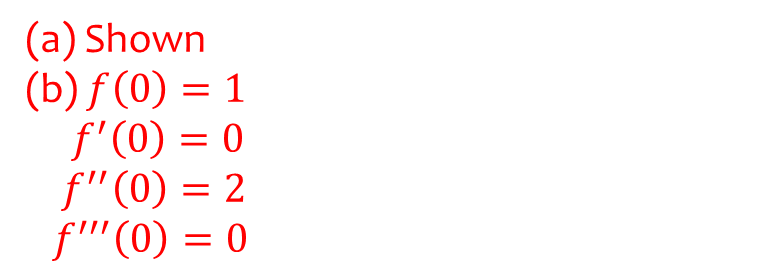 (a) Shown
(b) f(0) = 1
f′(0) = 0
f″(0) = 2
f‴(0) = 0